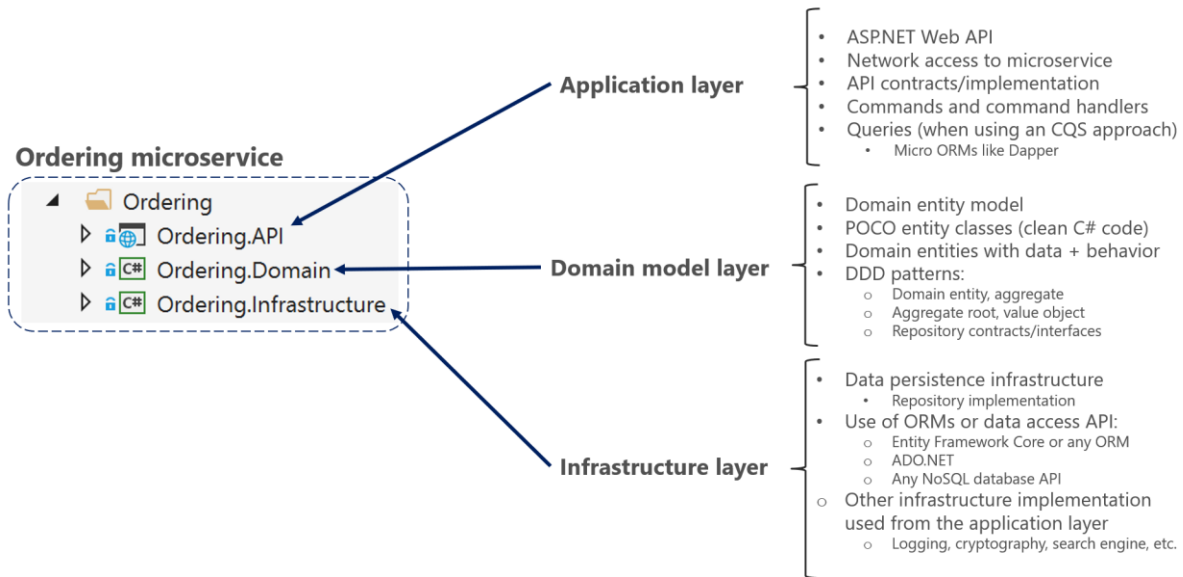 Ordering microservice
Ordering
Ordering.API
C# Ordering.Domain
C# Ordering.Infrastructure
Application layer
• ASP.NET Web API
• Network access to microservice
• API contracts/implementation
• Commands and command handlers
• Queries (when using an CQS approach)
• Micro ORMs like Dapper
Domain model layer
• Domain entity model
• POCO entity classes (clean C# code)
• Domain entities with data + behavior
• DDD patterns:
o Domain entity, aggregate
o Aggregate root, value object
o Repository contracts/interfaces
Infrastructure layer
• Data persistence infrastructure
• Repository implementation
• Use of ORMs or data access API:
o Entity Framework Core or any ORM
o ADO.NET
o Any NoSQL database API
o Other infrastructure implementation
used from the application layer
o Logging, cryptography, search engine, etc.